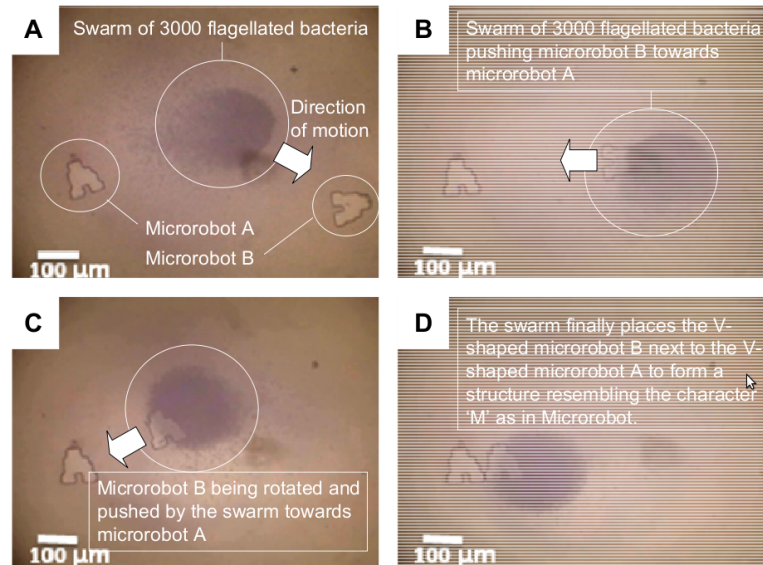 A
Swarm of 3000 flagellated bacteria
Direction
of motion
Microrobot A
Microrobot B
100 µm
B
Swarm of 3000 flagellated bacteria
pushing microrobot B towards
microrobot A
100 µm
C
Microrobot B being rotated and
pushed by the swarm towards
microrobot A
100 µm
D
The swarm finally places the V-
shaped microrobot B next to the V-
shaped microrobot A to form a
structure resembling the character
'M' as in Microrobot.
100 µm